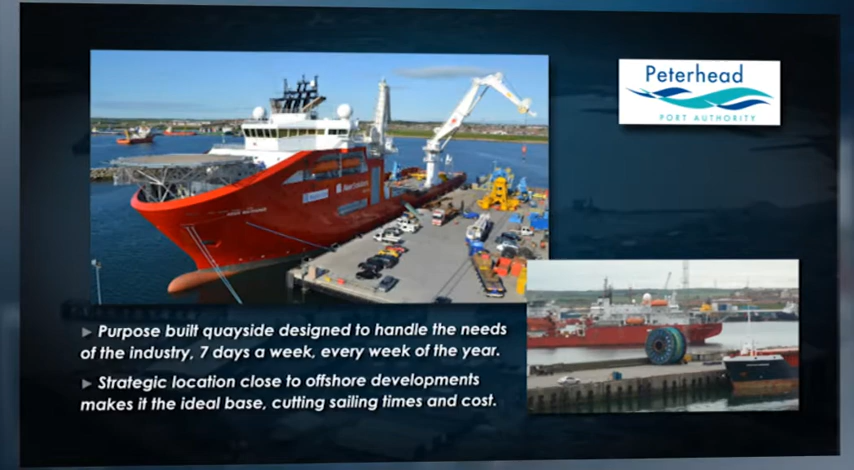 Peterhead
PORT AUTHORITY
► Purpose built quayside designed to handle the needs
of the industry, 7 days a week, every week of the year.
► Strategic location close to offshore developments
makes it the ideal base, cutting sailing times and cost.